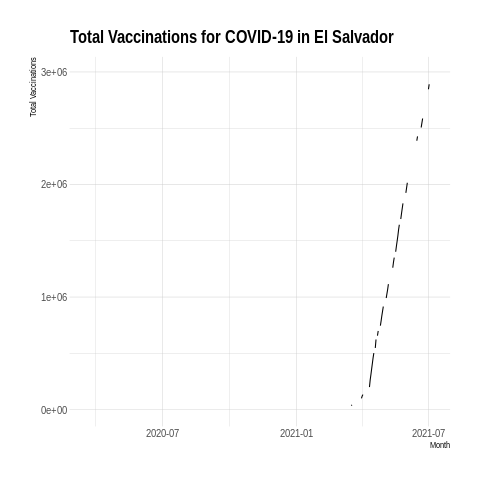 Total Vaccinations for COVID-19 in El Salvador
Total Vaccinations
3e+06
2e+06
1e+06
0e+00
2020-07
2021-01
2021-07
Month